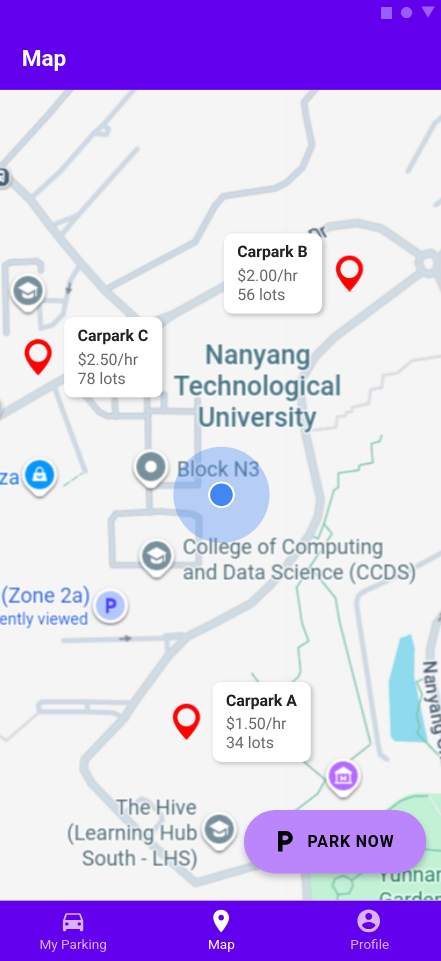 Map
Dr
Carpark B
$2.00/hr
56 lots
Carpark C
$2.50/hr
78 lots
Nanyang
Technological
University
Block N3
za
College of Computing
and Data Science (CCDS)
(Zone 2a)
P
ently viewed
Nanyang
Carpark A
$1.50/hr
34 lots
The Hive
(Learning Hub
South - LHS)
P PARK NOW
Yunnan
Garden
My Parking
Map
Profile